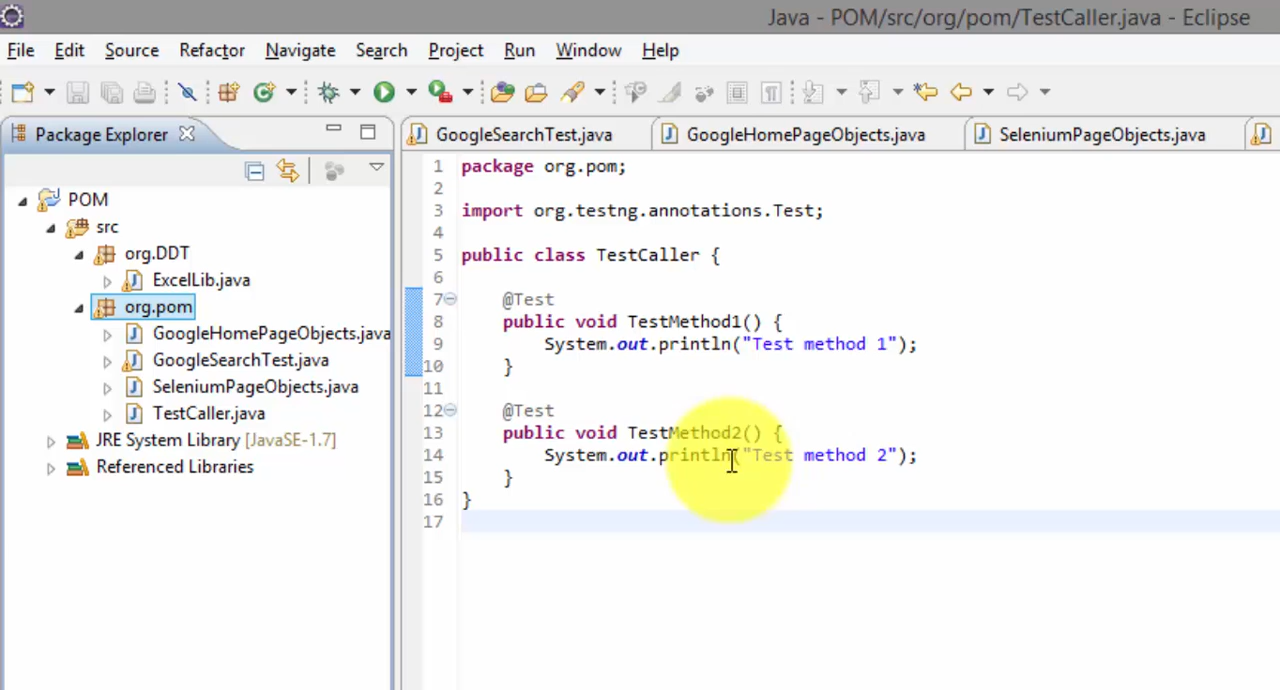 Java - POM/src/org/pom/TestCaller.java - Eclipse
File Edit Source Refactor Navigate Search Project Run Window Help
Package Explorer
GoogleSearchTest.java GoogleHomePageObjects.java SeleniumPageObjects.java
POM
src
org.DDT
ExcelLib.java
org.pom
GoogleHomePageObjects.java
GoogleSearchTest.java
SeleniumPageObjects.java
TestCaller.java
JRE System Library [JavaSE-1.7]
Referenced Libraries
1 package org.pom;
2
3 import org.testng.annotations.Test;
4
5 public class TestCaller {
6
7 @Test
8 public void TestMethod1() {
9 System.out.println("Test method 1");
10 }
11
12 @Test
13 public void TestMethod2() {
14 System.out.println("Test method 2");
15 }
16 }
17